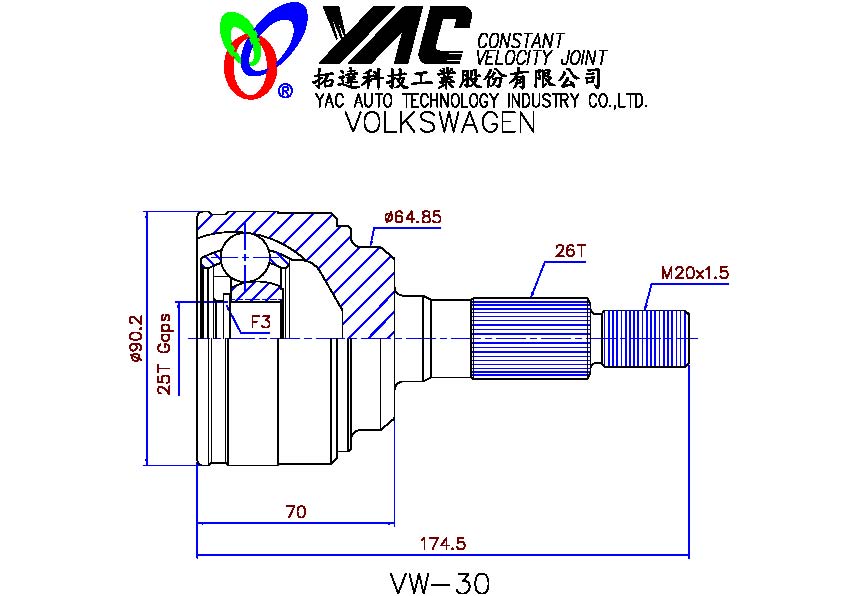 YAC CONSTANT
VELOCITY JOINT
拓達科技工業股份有限公司
®
YAC AUTO TECHNOLOGY INDUSTRY CO.,LTD.
VOLKSWAGEN
ø64.85
26T
M20x1.5
ø90.2
25T Gaps
F3
70
174.5
VW-30